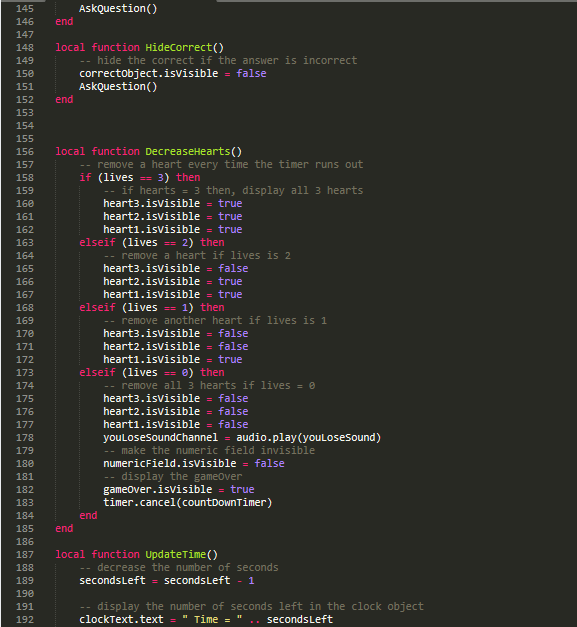 145 AskQuestion()
146 end
147
148 local function HideCorrect()
149 -- hide the correct if the answer is incorrect
150 correctObject.isVisible = false
151 AskQuestion()
152 end
153
154
155
156 local function DecreaseHearts()
157 -- remove a heart every time the timer runs out
158 if (lives == 3) then
159 -- if hearts = 3 then, display all 3 hearts
160 heart3.isVisible = true
161 heart2.isVisible = true
162 heart1.isVisible = true
163 elseif (lives == 2) then
164 -- remove a heart if lives is 2
165 heart3.isVisible = false
166 heart2.isVisible = true
167 heart1.isVisible = true
168 elseif (lives == 1) then
169 -- remove another heart if lives is 1
170 heart3.isVisible = false
171 heart2.isVisible = false
172 heart1.isVisible = true
173 elseif (lives == 0) then
174 -- remove all 3 hearts if lives = 0
175 heart3.isVisible = false
176 heart2.isVisible = false
177 heart1.isVisible = false
178 youLoseSoundChannel = audio.play(youLoseSound)
179 -- make the numeric field invisible
180 numericField.isVisible = false
181 -- display the gameOver
182 gameOver.isVisible = true
183 timer.cancel(countDownTimer)
184 end
185 end
186
187 local function UpdateTime()
188 -- decrease the number of seconds
189 secondsLeft = secondsLeft - 1
190
191 -- display the number of seconds left in the clock object
192 clockText.text = " Time = " .. secondsLeft